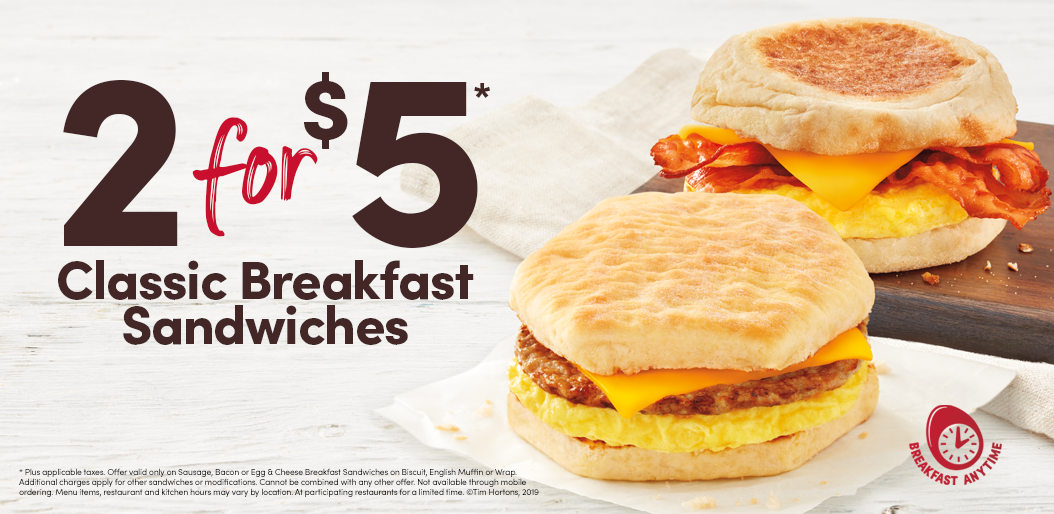 2 for $5*
Classic Breakfast
Sandwiches
* Plus applicable taxes. Offer valid only on Sausage, Bacon or Egg & Cheese Breakfast Sandwiches on Biscuit, English Muffin or Wrap.
Additional charges apply for other sandwiches or modifications. Cannot be combined with any other offer. Not available through mobile
ordering. Menu items, restaurant and kitchen hours may vary by location. At participating restaurants for a limited time. ©Tim Hortons, 2019
BREAKFAST ANYTIME